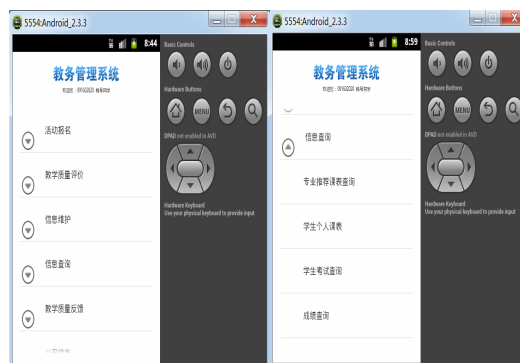 5554:Android_2.3.3
8:44
教务管理系统
活动报名
教学质量评价
信息维护
信息查询
教学质量反馈
Basic Controls
Hardware Buttons
MENU
DPAD not enabled in AVD
Hardware Keyboard
Use your physical keyboard to provide input
5554:Android_2.3.3
8:59
教务管理系统
信息查询
专业推荐课表查询
学生个人课表
学生考试查询
成绩查询
Basic Controls
Hardware Buttons
MENU
DPAD not enabled in AVD
Hardware Keyboard
Use your physical keyboard to provide input